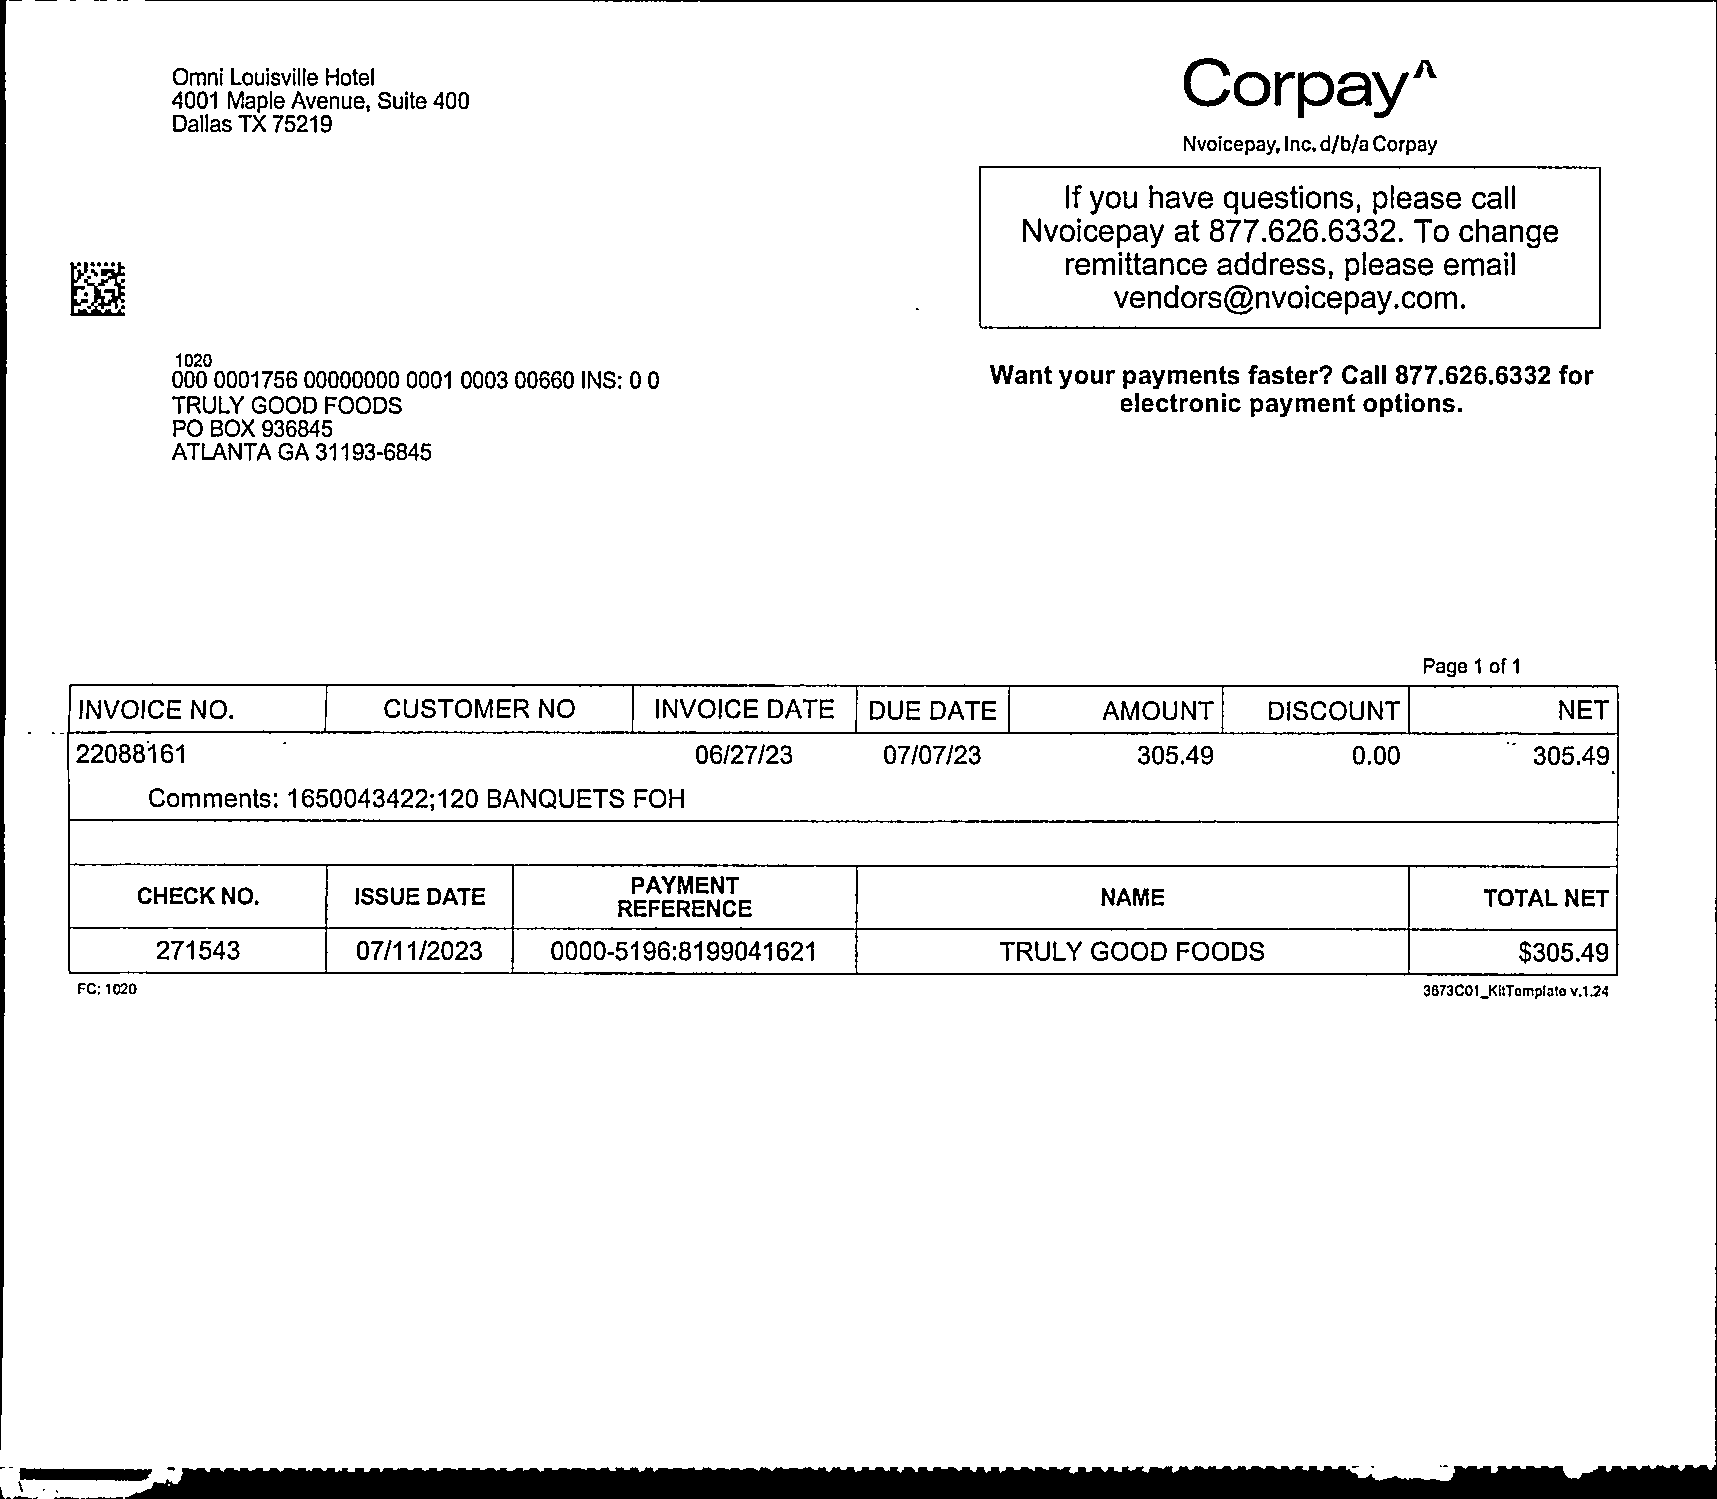 Omni Louisville Hotel
4001 Maple Avenue, Suite 400
Dallas TX 75219
Corpay^
Nvoicepay, Inc. d/b/a Corpay
If you have questions, please call
Nvoicepay at 877.626.6332. To change
remittance address, please email
vendors@nvoicepay.com.
1020
000 0001756 00000000 0001 0003 00660 INS: 0 0
TRULY GOOD FOODS
PO BOX 936845
ATLANTA GA 31193-6845
Want your payments faster? Call 877.626.6332 for
electronic payment options.
Page 1 of 1
INVOICE NO. CUSTOMER NO INVOICE DATE DUE DATE AMOUNT DISCOUNT NET
22088161 06/27/23 07/07/23 305.49 0.00 305.49
Comments: 1650043422;120 BANQUETS FOH
CHECK NO. ISSUE DATE PAYMENT REFERENCE NAME TOTAL NET
271543 07/11/2023 0000-5196:8199041621 TRULY GOOD FOODS $305.49
FC: 1020 3673C01_KitTemplate v.1.24